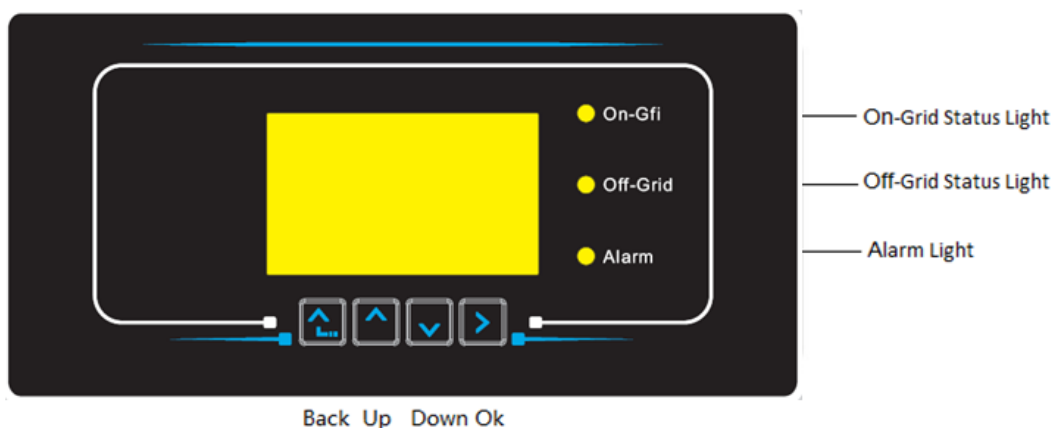 On-Gfi
On-Grid Status Light
Off-Grid
Off-Grid Status Light
Alarm
Alarm Light
Back Up Down Ok